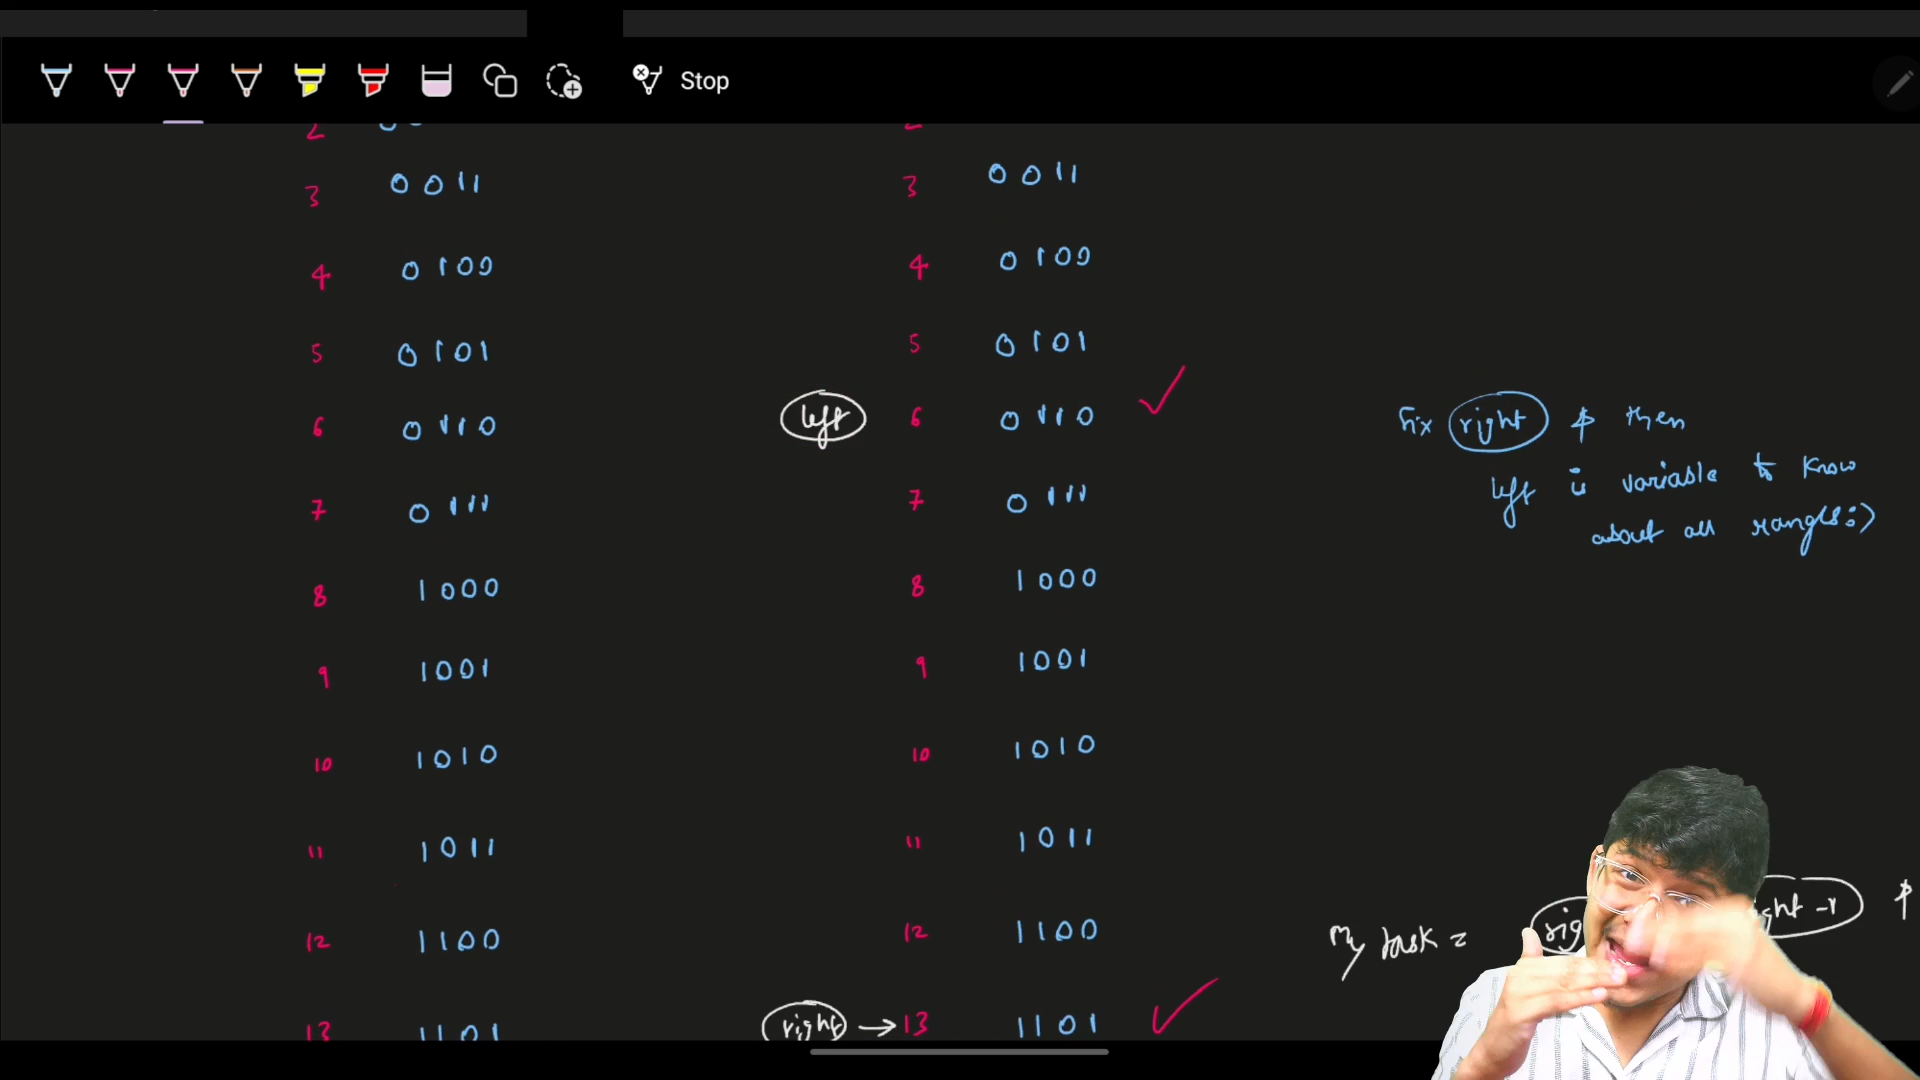 Stop
2 2
3 0011 3 0011
4 0100 4 0100
5 0101 5 0101
left 6 0110 6 0110
fix right & then
left is variable to know
about all ranges:)
7 0111 7 0111
8 1000 8 1000
9 1001 9 1001
10 1010 10 1010
11 1011 11 1011
12 1100 12 1100
My task =
13 1101 right → 13 1101